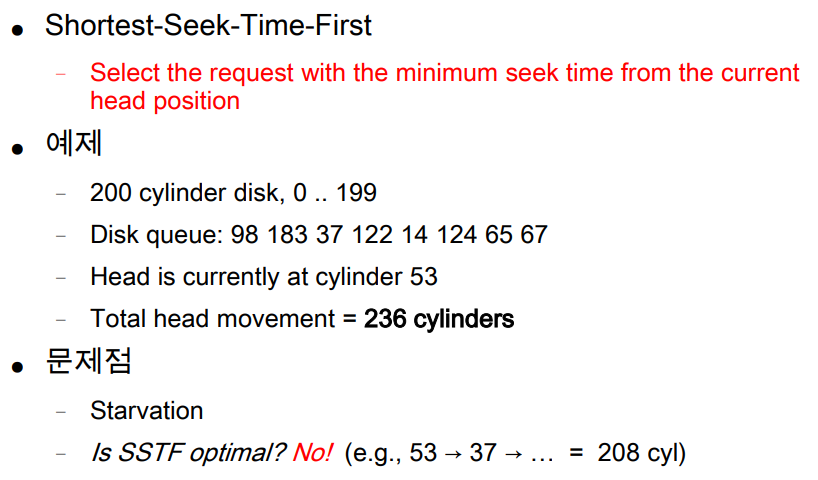 ● Shortest-Seek-Time-First
– Select the request with the minimum seek time from the current
head position
● 예제
– 200 cylinder disk, 0 .. 199
– Disk queue: 98 183 37 122 14 124 65 67
– Head is currently at cylinder 53
– Total head movement = 236 cylinders
● 문제점
– Starvation
– Is SSTF optimal? No! (e.g., 53 → 37 → … = 208 cyl)